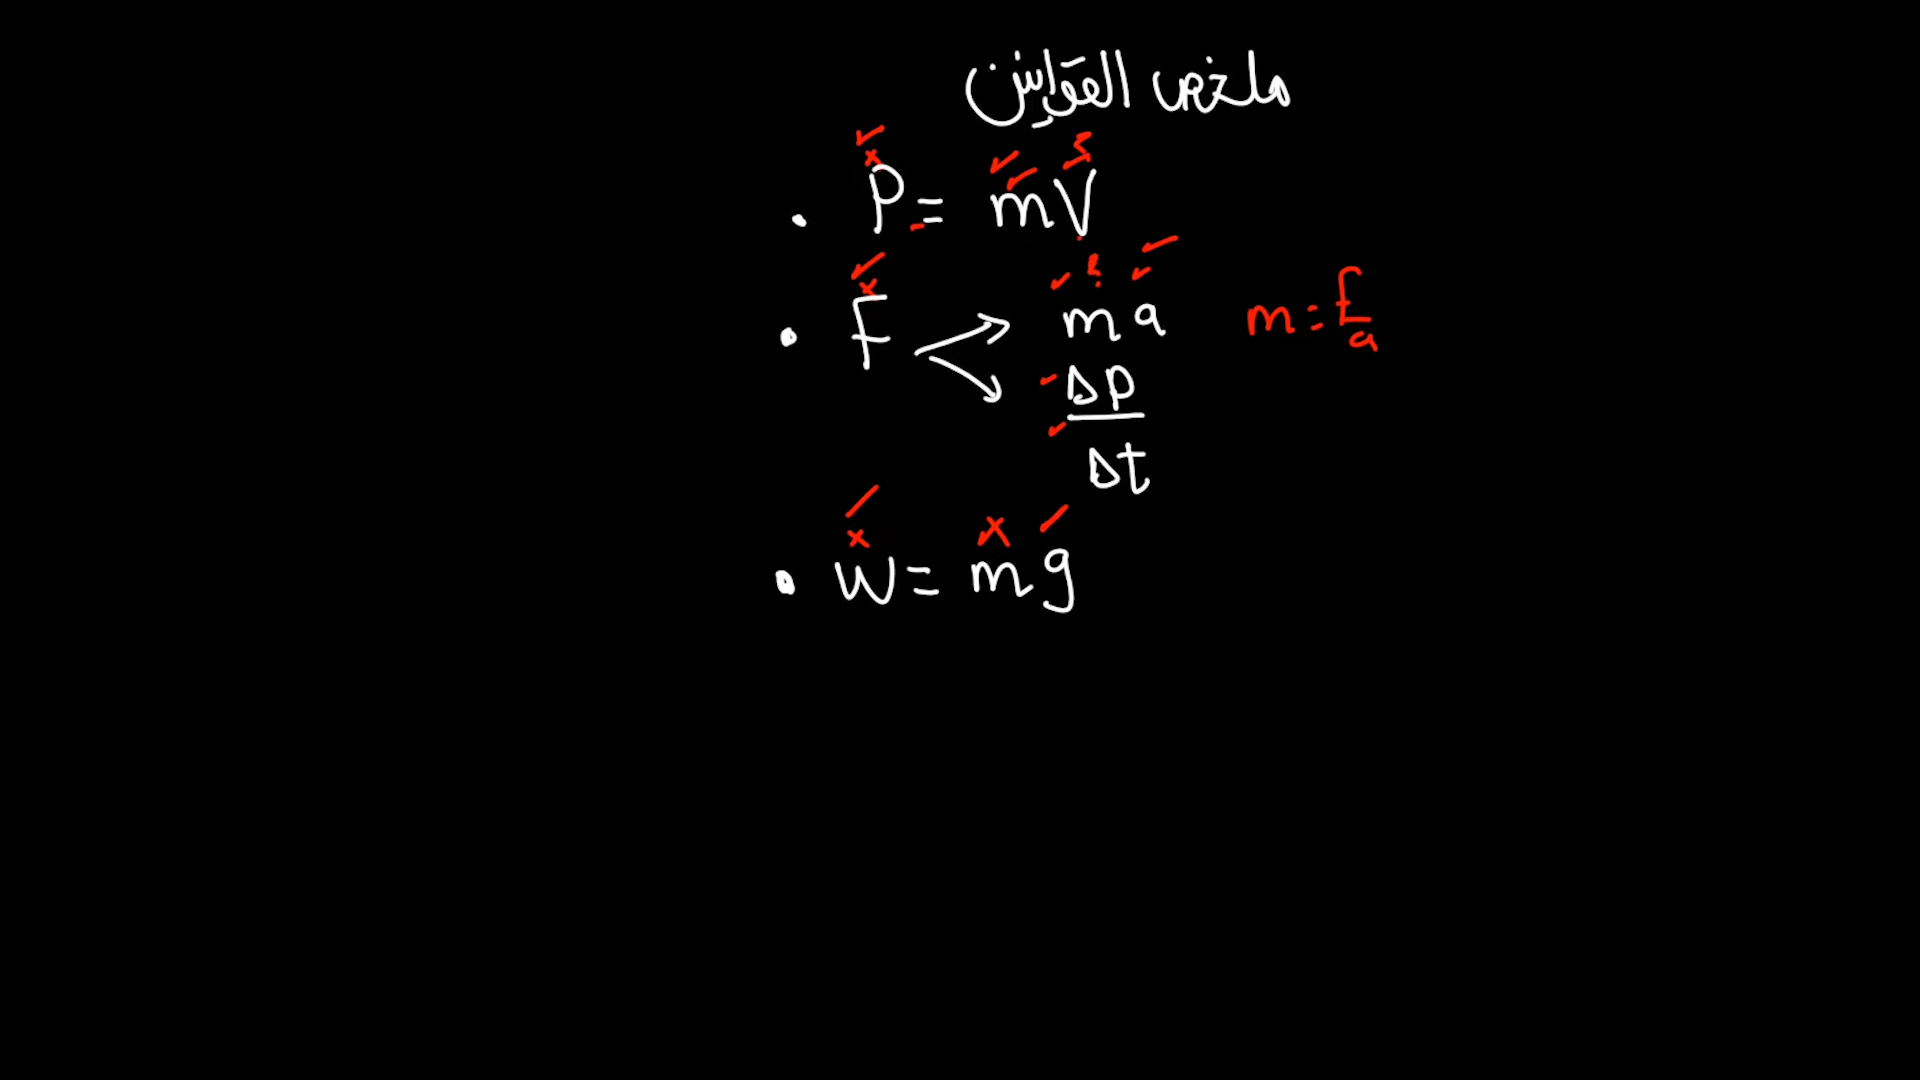 ملخص القوانين
• P = mV
• F → ma m = F/a
→ Δp/Δt
• W = mg